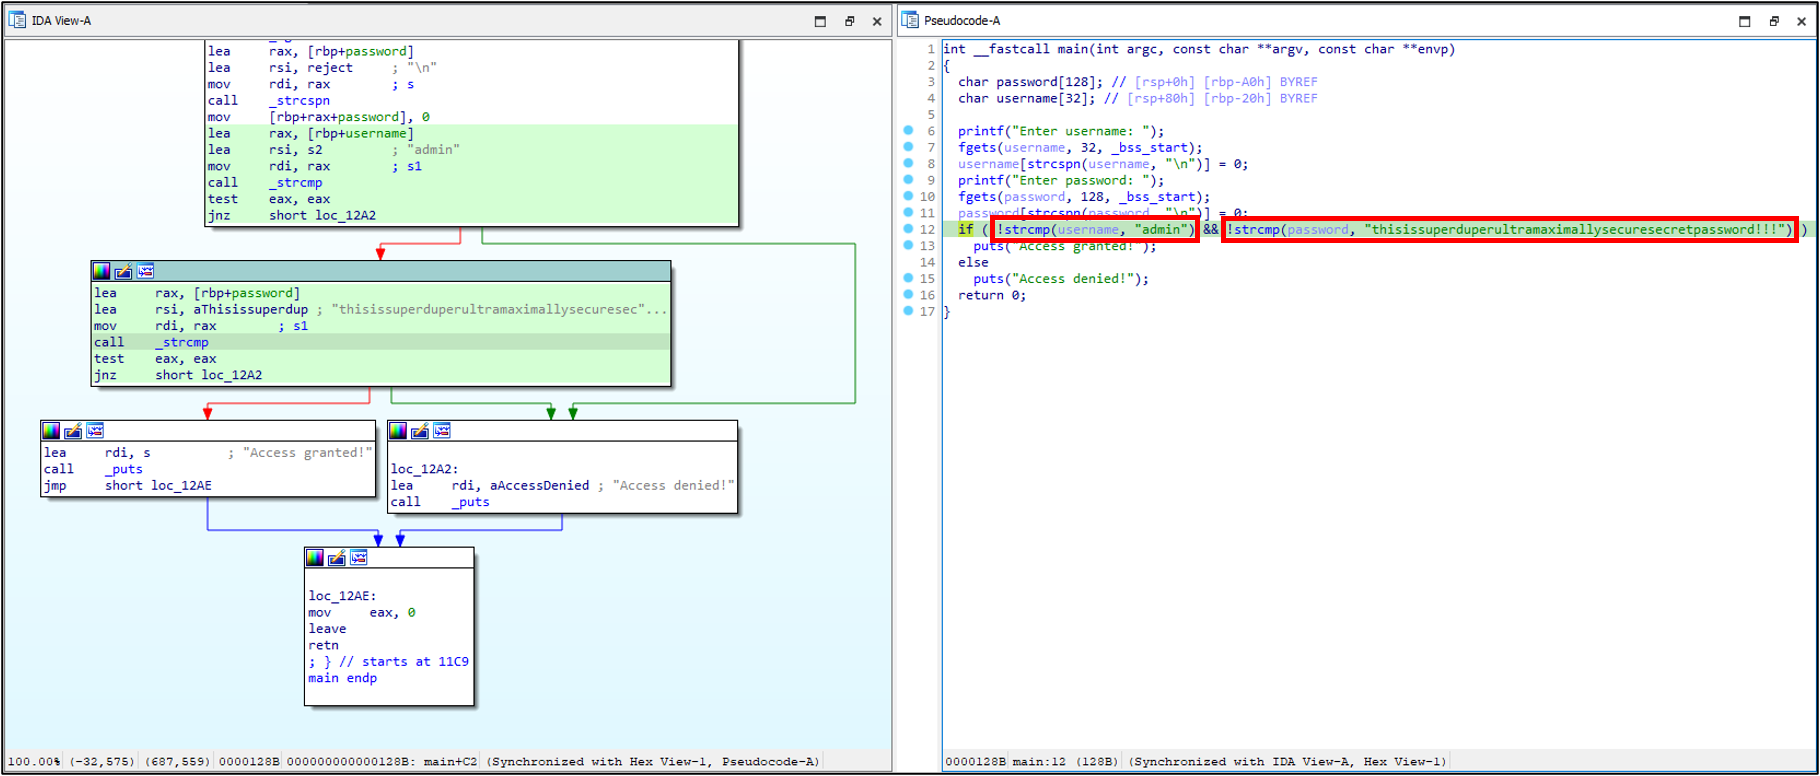 IDA View-A
lea rax, [rbp+password]
lea rsi, reject ; "\n"
mov rdi, rax ; s
call _strcspn
mov [rbp+rax+password], 0
lea rax, [rbp+username]
lea rsi, s2 ; "admin"
mov rdi, rax ; s1
call _strcmp
test eax, eax
jnz short loc_12A2
lea rax, [rbp+password]
lea rsi, aThisissuperdup ; "thisissuperduperultramaximallysecuresec"...
mov rdi, rax ; s1
call _strcmp
test eax, eax
jnz short loc_12A2
lea rdi, s ; "Access granted!"
call _puts
jmp short loc_12AE
loc_12A2:
lea rdi, aAccessDenied ; "Access denied!"
call _puts
loc_12AE:
mov eax, 0
leave
retn
; } // starts at 11C9
main endp
100.00% (-32,575) (687,559) 0000128B 000000000000128B: main+C2 (Synchronized with Hex View-1, Pseudocode-A)
Pseudocode-A
1 int __fastcall main(int argc, const char **argv, const char **envp)
2 {
3 char password[128]; // [rsp+0h] [rbp-A0h] BYREF
4 char username[32]; // [rsp+80h] [rbp-20h] BYREF
5
6 printf("Enter username: ");
7 fgets(username, 32, _bss_start);
8 username[strcspn(username, "\n")] = 0;
9 printf("Enter password: ");
10 fgets(password, 128, _bss_start);
11 password[strcspn(password, "\n")] = 0;
12 if ( !strcmp(username, "admin") && !strcmp(password, "thisissuperduperultramaximallysecuresecretpassword!!!") )
13 puts("Access granted!");
14 else
15 puts("Access denied!");
16 return 0;
17 }
0000128B main:12 (128B) (Synchronized with IDA View-A, Hex View-1)